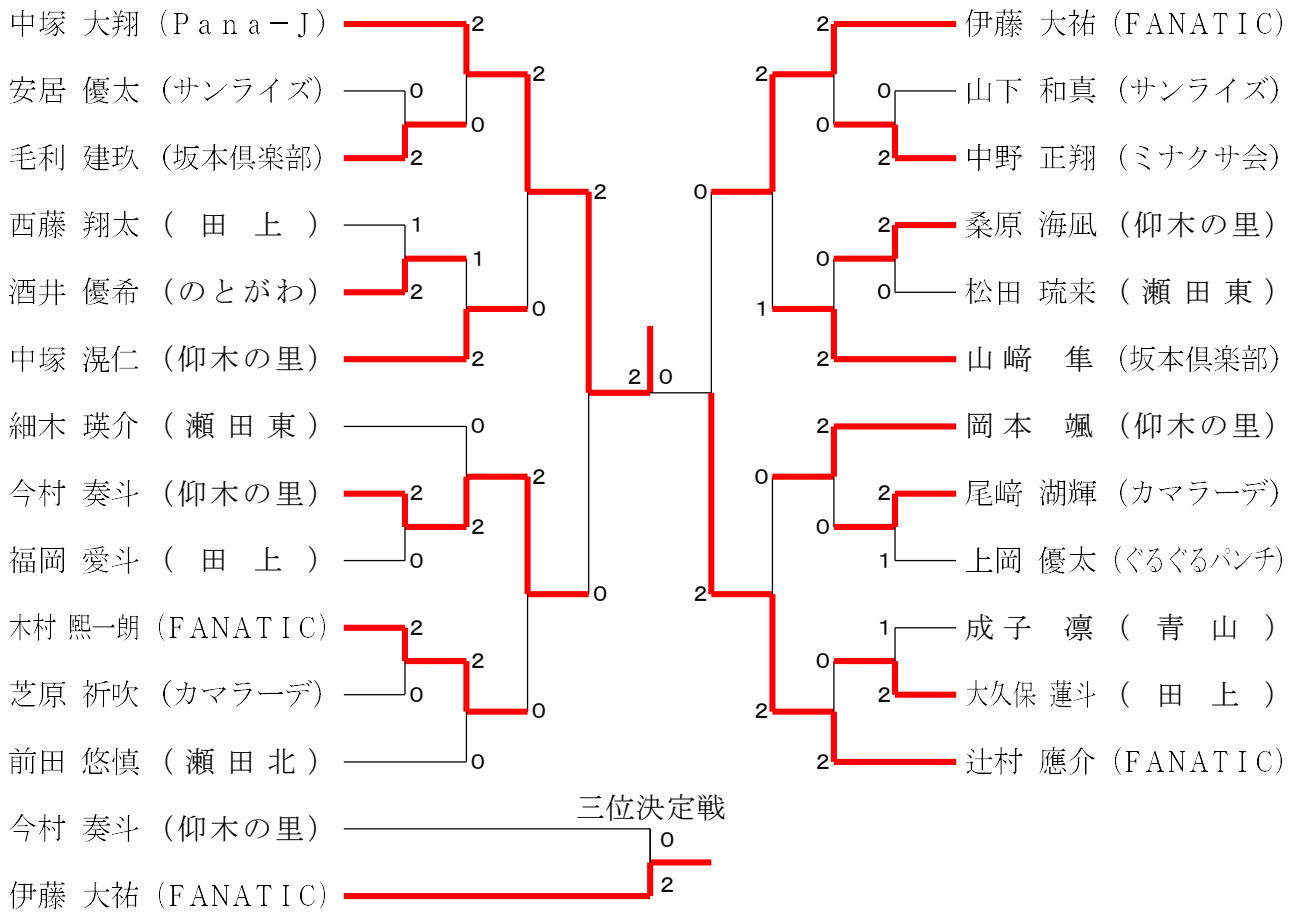 中塚 大翔 (Ｐａｎａ－Ｊ) 2 2 伊藤 大祐 (FANATIC)
2 2
安居 優太 (サンライズ) 0 0 山下 和真 (サンライズ)
0 0
毛利 建玖 (坂本倶楽部) 2 2 中野 正翔 (ミナクサ会)
2 0
西藤 翔太 ( 田 上 ) 1 2 桑原 海凪 (仰木の里)
1 0
酒井 優希 (のとがわ) 2 0 松田 琉来 ( 瀬 田 東 )
0 1
中塚 滉仁 (仰木の里) 2 2 山﨑 隼 (坂本倶楽部)
2 0
細木 瑛介 ( 瀬 田 東 ) 0 2 岡本 颯 (仰木の里)
2 0
今村 奏斗 (仰木の里) 2 2 尾﨑 湖輝 (カマラーデ)
2 0
福岡 愛斗 ( 田 上 ) 0 1 上岡 優太 (ぐるぐるパンチ)
0 2
木村 熙一朗 (FANATIC) 2 1 成子 凛 ( 青 山 )
2 0
芝原 祈吹 (カマラーデ) 0 2 大久保 蓮斗 ( 田 上 )
0 2
前田 悠慎 ( 瀬 田 北 ) 0 2 辻村 應介 (FANATIC)
三位決定戦
今村 奏斗 (仰木の里) 0
伊藤 大祐 (FANATIC) 2